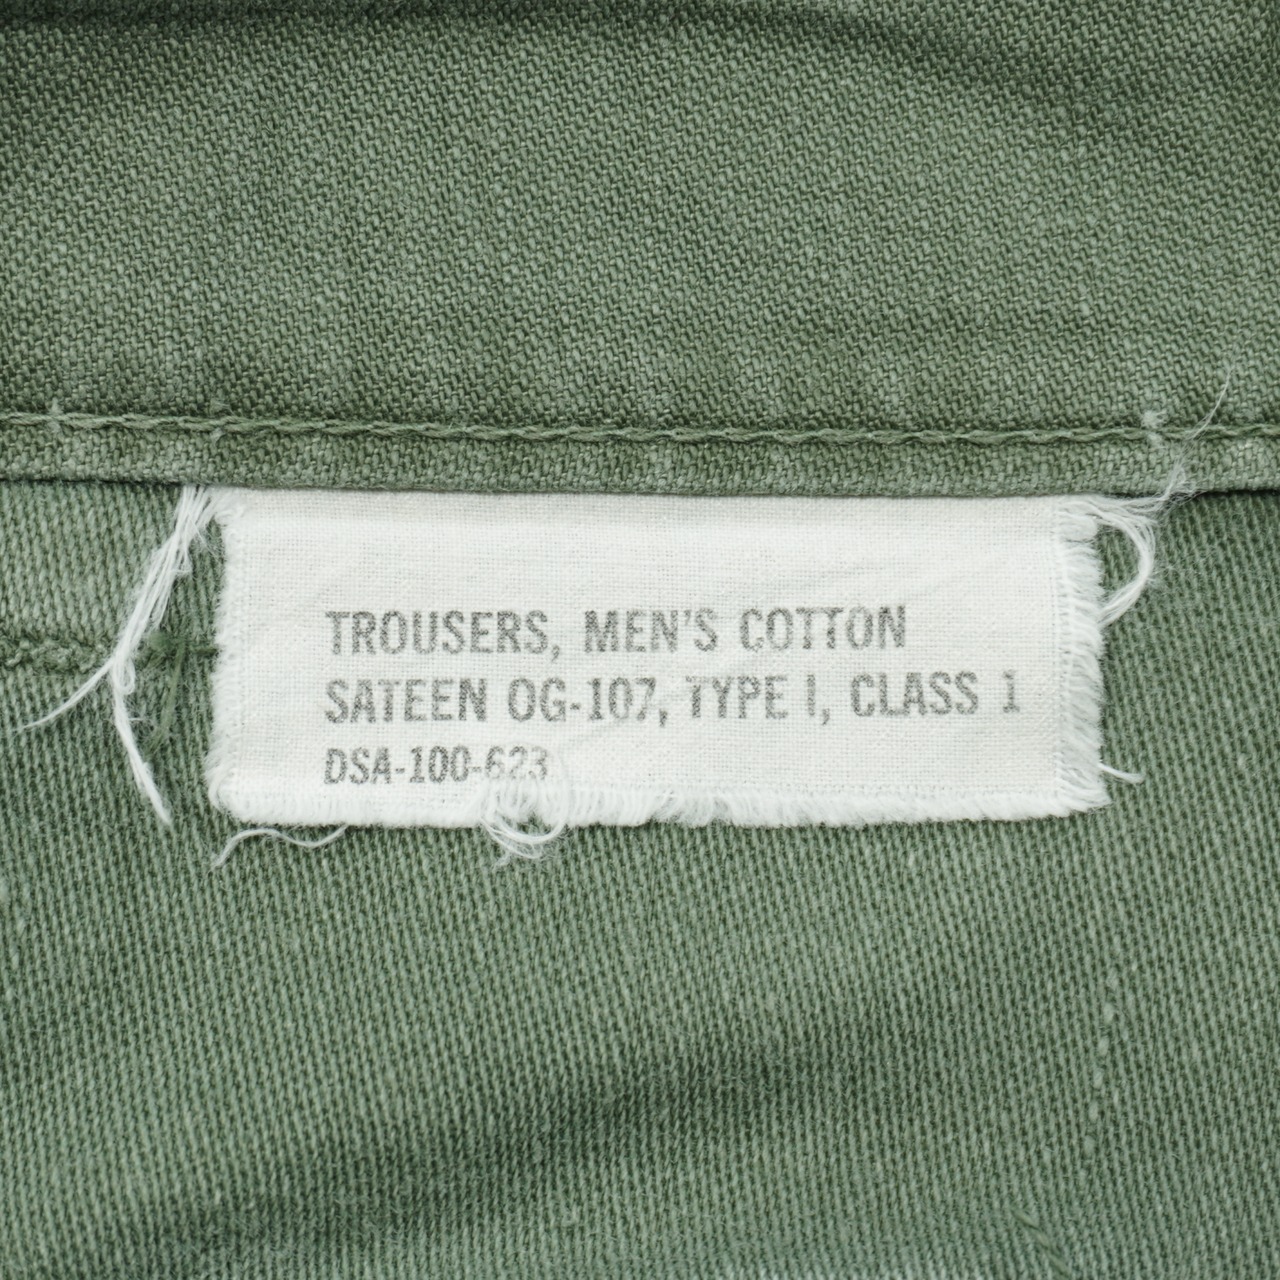 TROUSERS, MEN'S COTTON
SATEEN OG-107, TYPE I, CLASS 1
DSA-100-623